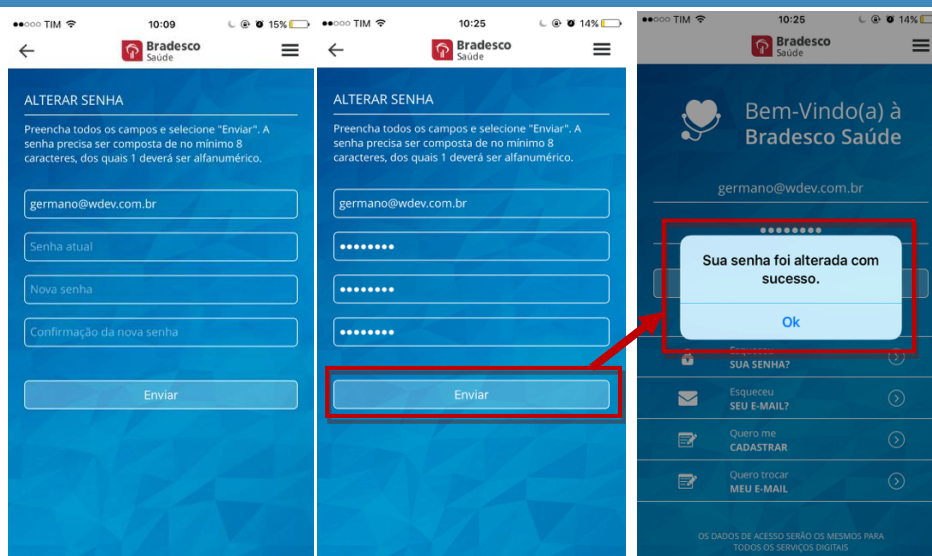 ●●○○○ TIM 10:09 15%
Bradesco
Saúde
ALTERAR SENHA
Preencha todos os campos e selecione "Enviar". A
senha precisa ser composta de no mínimo 8
caracteres, dos quais 1 deverá ser alfanumérico.
germano@wdev.com.br
Senha atual
Nova senha
Confirmação da nova senha
Enviar
●●○○○ TIM 10:25 14%
Bradesco
Saúde
ALTERAR SENHA
Preencha todos os campos e selecione "Enviar". A
senha precisa ser composta de no mínimo 8
caracteres, dos quais 1 deverá ser alfanumérico.
germano@wdev.com.br
●●●●●●●●
●●●●●●●●
●●●●●●●●
Enviar
●●○○○ TIM 10:25 14%
Bradesco
Saúde
Bem-Vindo(a) à
Bradesco Saúde
germano@wdev.com.br
●●●●●●●●
Sua senha foi alterada com
sucesso.
Ok
Esqueceu
SUA SENHA?
Esqueceu
SEU E-MAIL?
Quero me
CADASTRAR
Quero trocar
MEU E-MAIL
OS DADOS DE ACESSO SERÃO OS MESMOS PARA
TODOS OS SERVIÇOS DIGITAIS